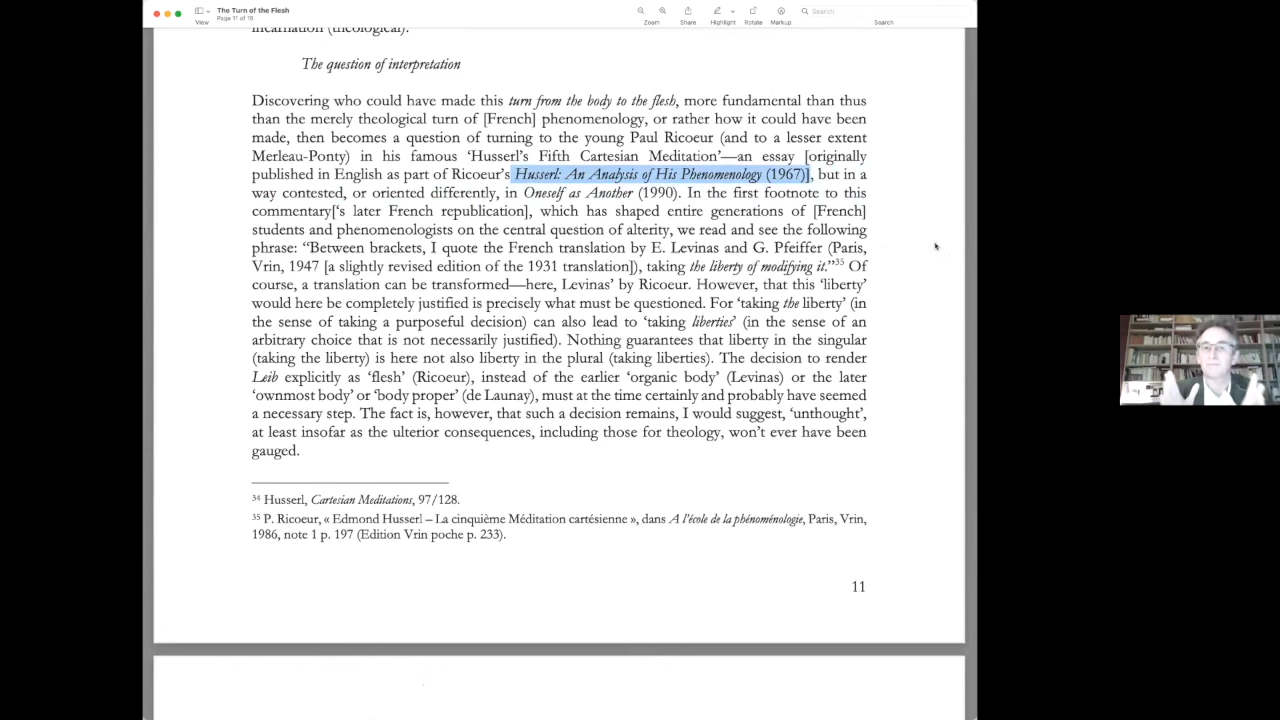 The Turn of the Flesh
Page 11 of 18
View
Zoom
Share
Highlight
Rotate
Markup
Search
Search
incarnation (theological).
The question of interpretation
Discovering who could have made this turn from the body to the flesh, more fundamental than thus
than the merely theological turn of [French] phenomenology, or rather how it could have been
made, then becomes a question of turning to the young Paul Ricoeur (and to a lesser extent
Merleau-Ponty) in his famous ‘Husserl’s Fifth Cartesian Meditation’—an essay [originally
published in English as part of Ricoeur’s Husserl: An Analysis of His Phenomenology (1967)], but in a
way contested, or oriented differently, in Oneself as Another (1990). In the first footnote to this
commentary[‘s later French republication], which has shaped entire generations of [French]
students and phenomenologists on the central question of alterity, we read and see the following
phrase: “Between brackets, I quote the French translation by E. Levinas and G. Pfeiffer (Paris,
Vrin, 1947 [a slightly revised edition of the 1931 translation]), taking the liberty of modifying it.”35 Of
course, a translation can be transformed—here, Levinas’ by Ricoeur. However, that this ‘liberty’
would here be completely justified is precisely what must be questioned. For ‘taking the liberty’ (in
the sense of taking a purposeful decision) can also lead to ‘taking liberties’ (in the sense of an
arbitrary choice that is not necessarily justified). Nothing guarantees that liberty in the singular
(taking the liberty) is here not also liberty in the plural (taking liberties). The decision to render
Leib explicitly as ‘flesh’ (Ricoeur), instead of the earlier ‘organic body’ (Levinas) or the later
‘ownmost body’ or ‘body proper’ (de Launay), must at the time certainly and probably have seemed
a necessary step. The fact is, however, that such a decision remains, I would suggest, ‘unthought’,
at least insofar as the ulterior consequences, including those for theology, won’t ever have been
gauged.
34 Husserl, Cartesian Meditations, 97/128.
35 P. Ricoeur, « Edmond Husserl – La cinquième Méditation cartésienne », dans A l’école de la phénoménologie, Paris, Vrin,
1986, note 1 p. 197 (Edition Vrin poche p. 233).
11